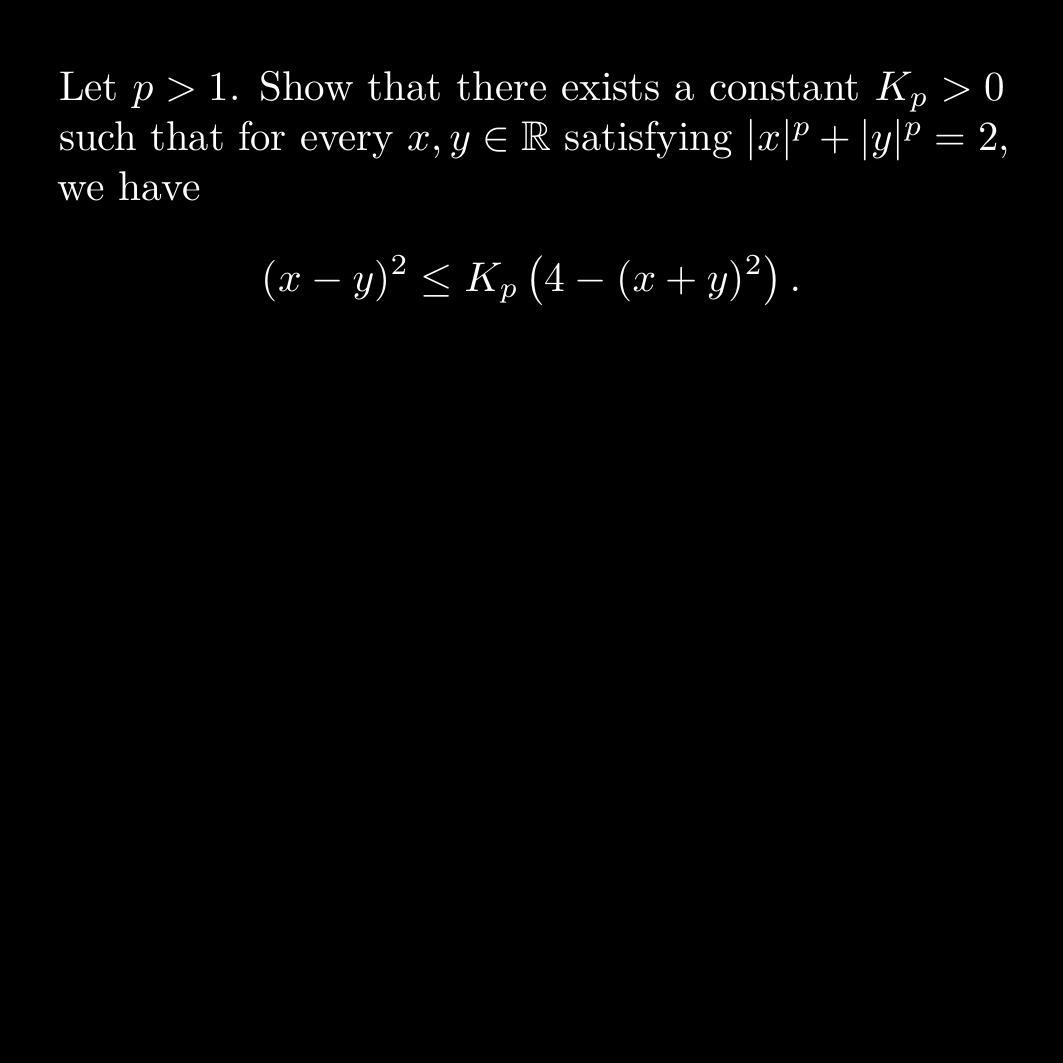 Let $p > 1$. Show that there exists a constant $K_p > 0$
such that for every $x, y \in \mathbb{R}$ satisfying $|x|^p + |y|^p = 2$,
we have
$(x - y)^2 \leq K_p \left(4 - (x + y)^2\right).$